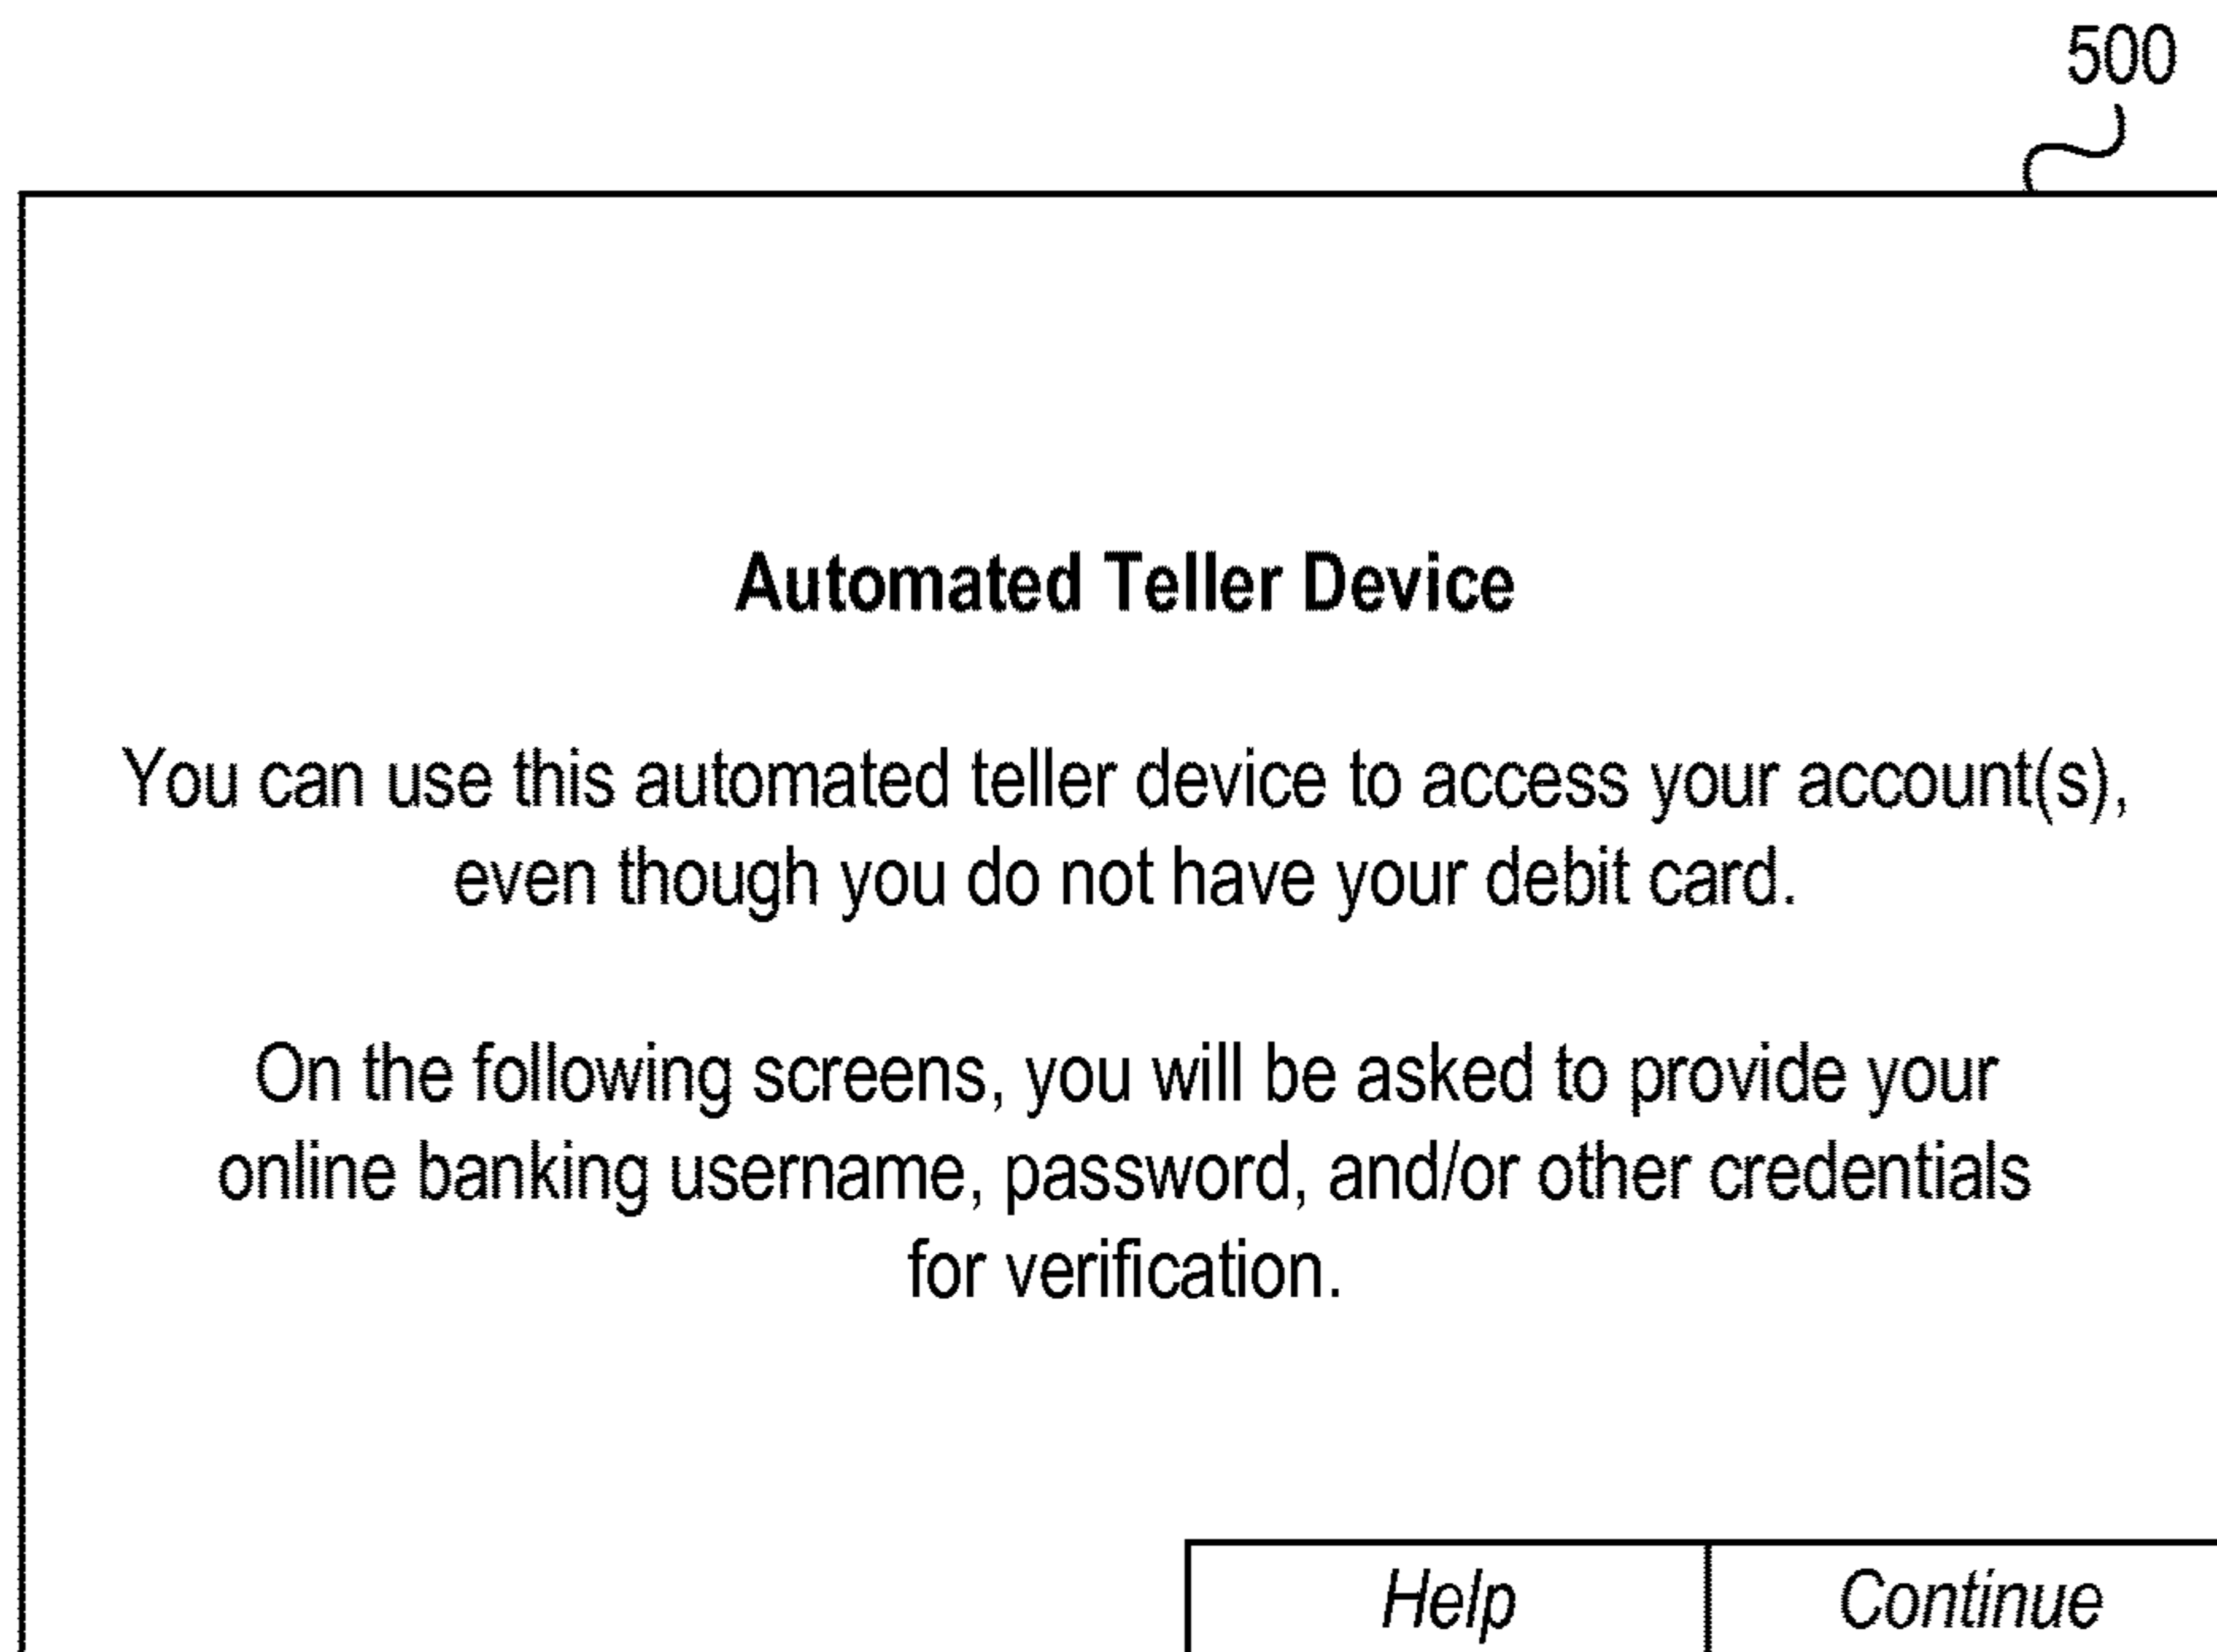 500
Automated Teller Device
You can use this automated teller device to access your account(s),
even though you do not have your debit card.
On the following screens, you will be asked to provide your
online banking username, password, and/or other credentials
for verification.
Help
Continue